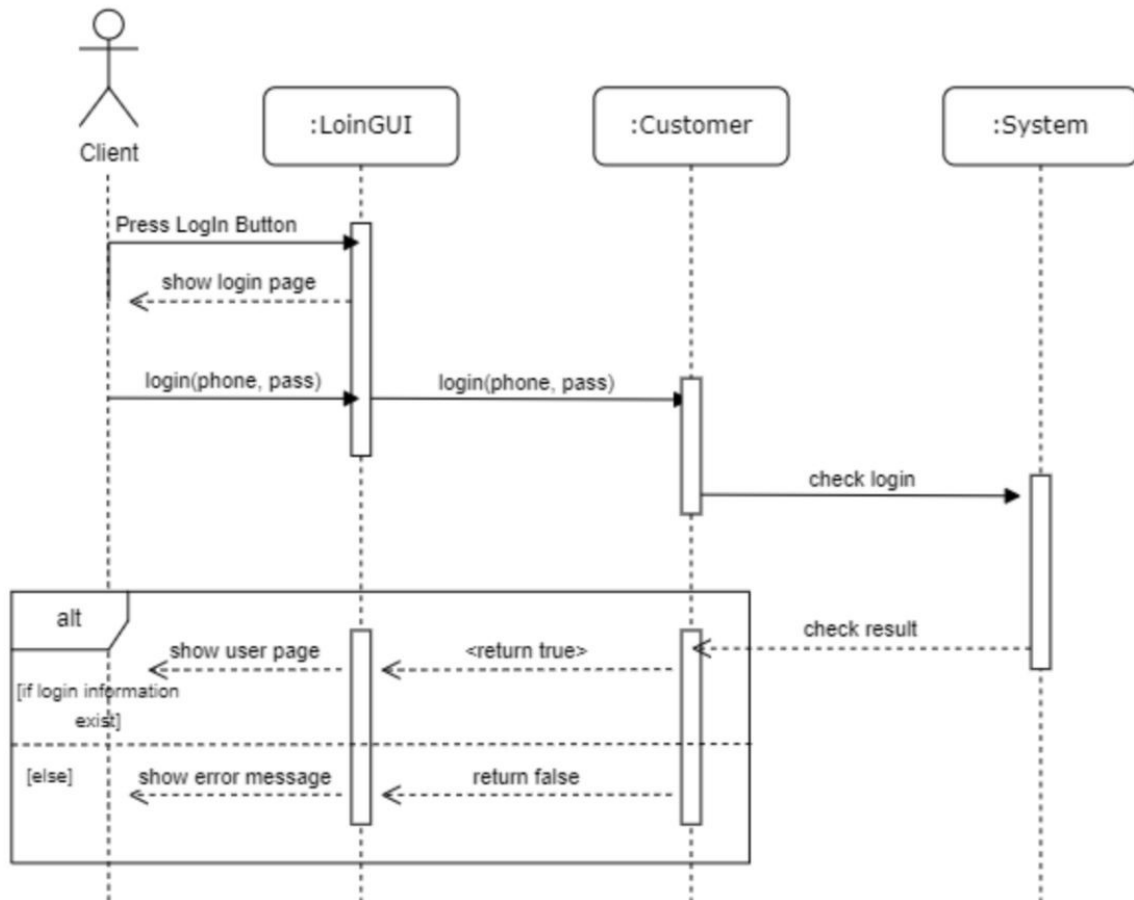 Client
:LoinGUI
:Customer
:System
Press LogIn Button
show login page
login(phone, pass)
login(phone, pass)
check login
alt
check result
show user page
<return true>
[if login information
exist]
[else]
show error message
return false